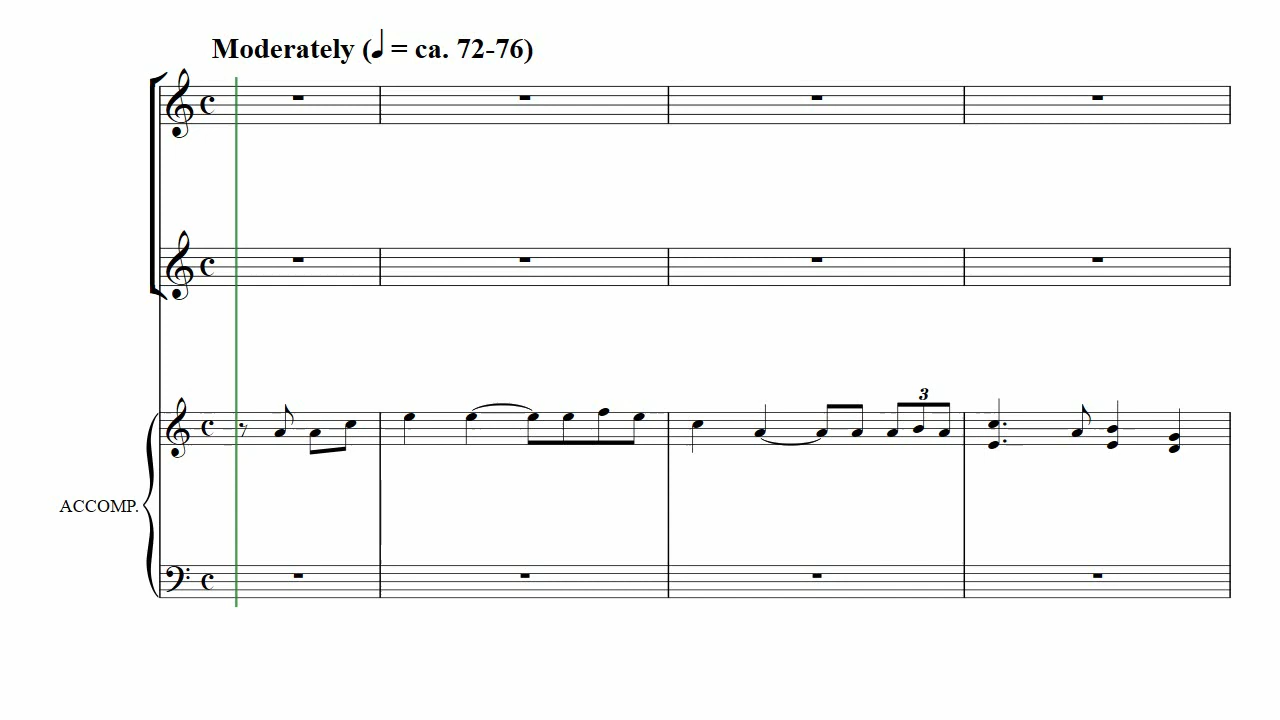 Moderately (♩ = ca. 72-76)
3
ACCOMP.